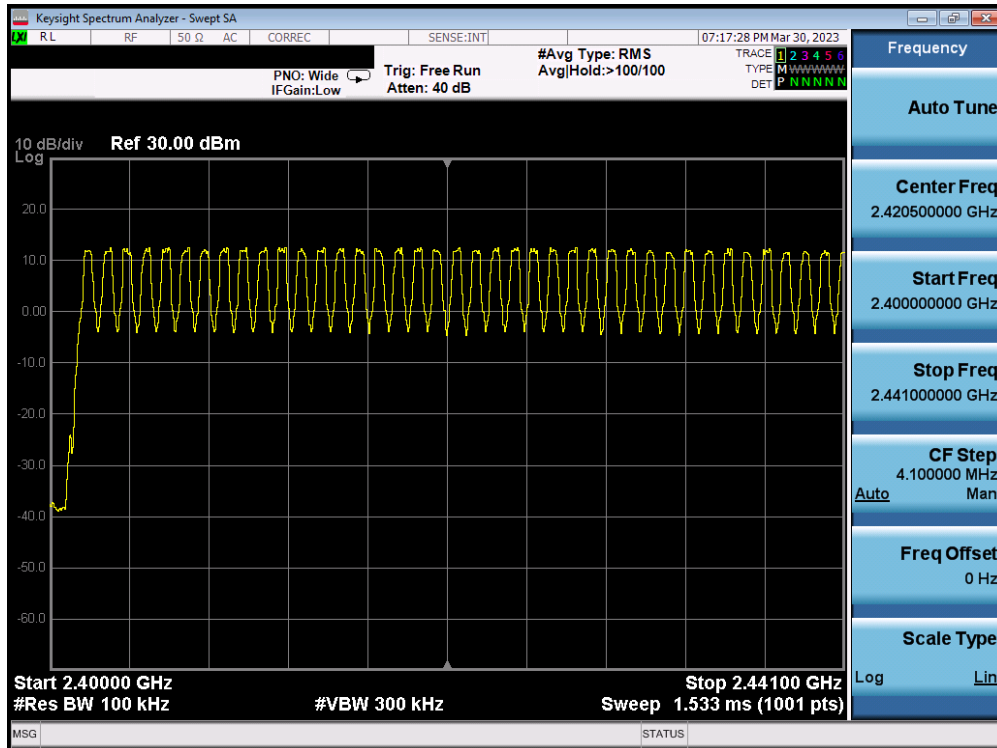 Keysight Spectrum Analyzer - Swept SA
LXI RL RF 50 Ω AC CORREC SENSE:INT 07:17:28 PM Mar 30, 2023
#Avg Type: RMS TRACE 1 2 3 4 5 6
PNO: Wide Trig: Free Run Avg|Hold:>100/100 TYPE M WWWWW
IFGain:Low Atten: 40 dB DET P N N N N N
10 dB/div Ref 30.00 dBm
Log
20.0
10.0
0.00
-10.0
-20.0
-30.0
-40.0
-50.0
-60.0
Start 2.40000 GHz Stop 2.44100 GHz
#Res BW 100 kHz #VBW 300 kHz Sweep 1.533 ms (1001 pts)
MSG STATUS
Frequency
Auto Tune
Center Freq
2.420500000 GHz
Start Freq
2.400000000 GHz
Stop Freq
2.441000000 GHz
CF Step
4.100000 MHz
Auto Man
Freq Offset
0 Hz
Scale Type
Log Lin